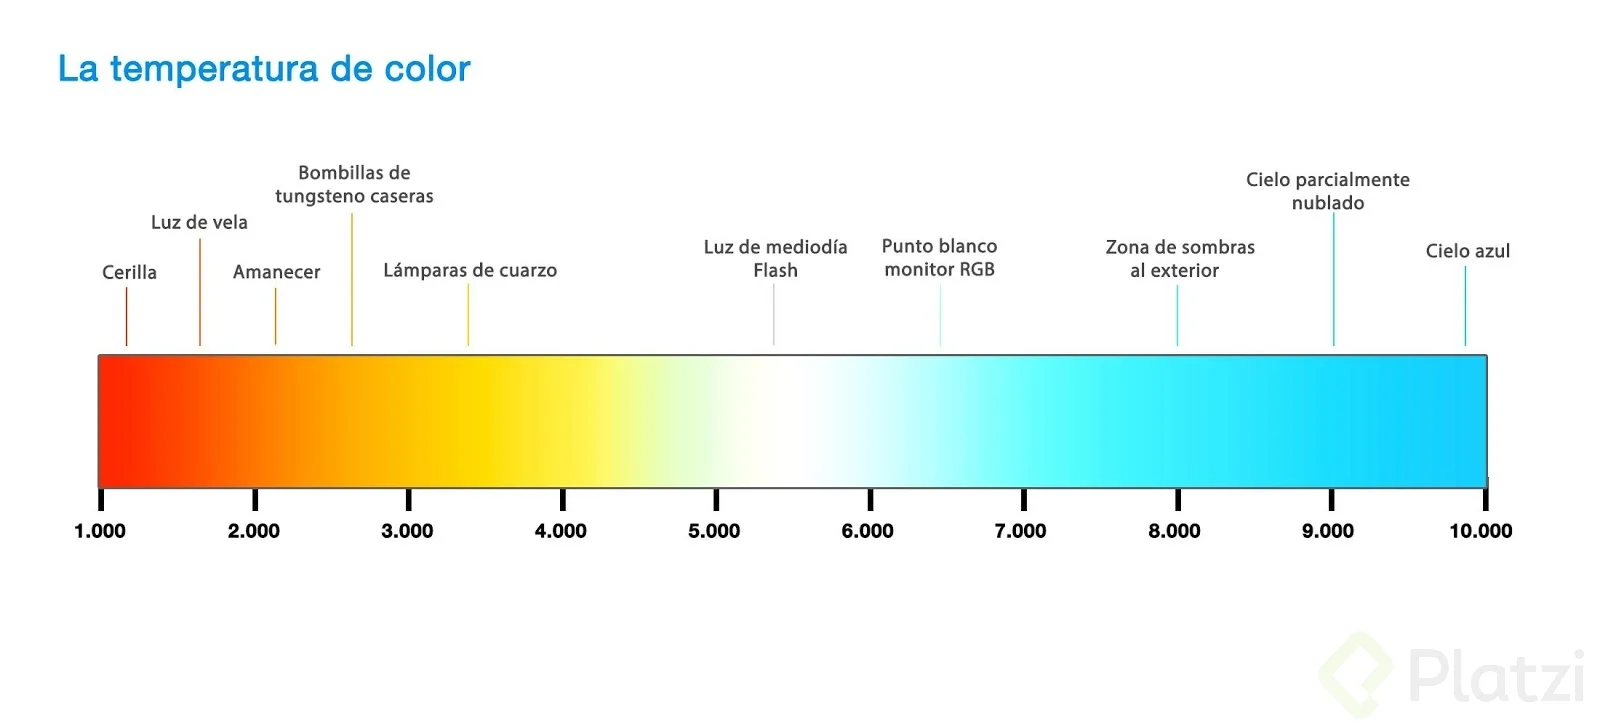 La temperatura de color
Bombillas de
tungsteno caseras
Cielo parcialmente
nublado
Luz de vela
Luz de mediodía
Flash
Punto blanco
monitor RGB
Zona de sombras
al exterior
Cielo azul
Cerilla
Amanecer
Lámparas de cuarzo
1.000
2.000
3.000
4.000
5.000
6.000
7.000
8.000
9.000
10.000
Platzi